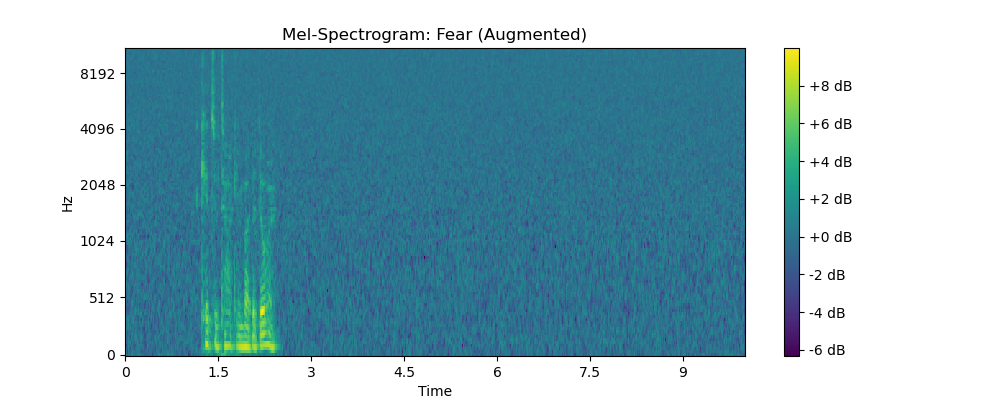 Mel-Spectrogram: Fear (Augmented)
8192
4096
2048
1024
512
0
Hz
0 1.5 3 4.5 6 7.5 9
Time
+8 dB
+6 dB
+4 dB
+2 dB
+0 dB
-2 dB
-4 dB
-6 dB